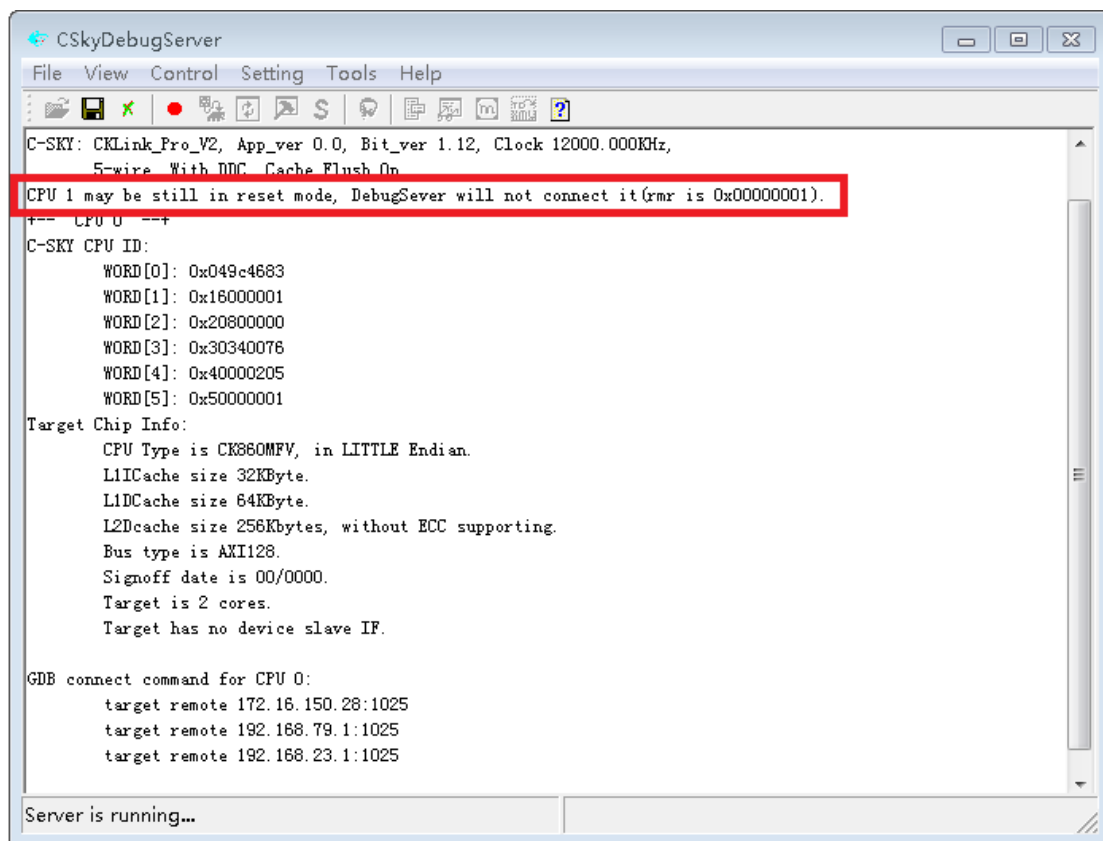 CSkyDebugServer
File View Control Setting Tools Help
C-SKY: CKLink_Pro_V2, App_ver 0.0, Bit_ver 1.12, Clock 12000.000KHz,
5-wire, With DDC, Cache Flush On
CPU 1 may be still in reset mode, DebugSever will not connect it(rmr is 0x00000001).
+-- CPU 0 --+
C-SKY CPU ID:
WORD[0]: 0x049c4683
WORD[1]: 0x16000001
WORD[2]: 0x20800000
WORD[3]: 0x30340076
WORD[4]: 0x40000205
WORD[5]: 0x50000001
Target Chip Info:
CPU Type is CK860MFV, in LITTLE Endian.
L1ICache size 32KByte.
L1DCache size 64KByte.
L2Dcache size 256Kbytes, without ECC supporting.
Bus type is AXI128.
Signoff date is 00/0000.
Target is 2 cores.
Target has no device slave IF.
GDB connect command for CPU 0:
target remote 172.16.150.28:1025
target remote 192.168.79.1:1025
target remote 192.168.23.1:1025
Server is running...